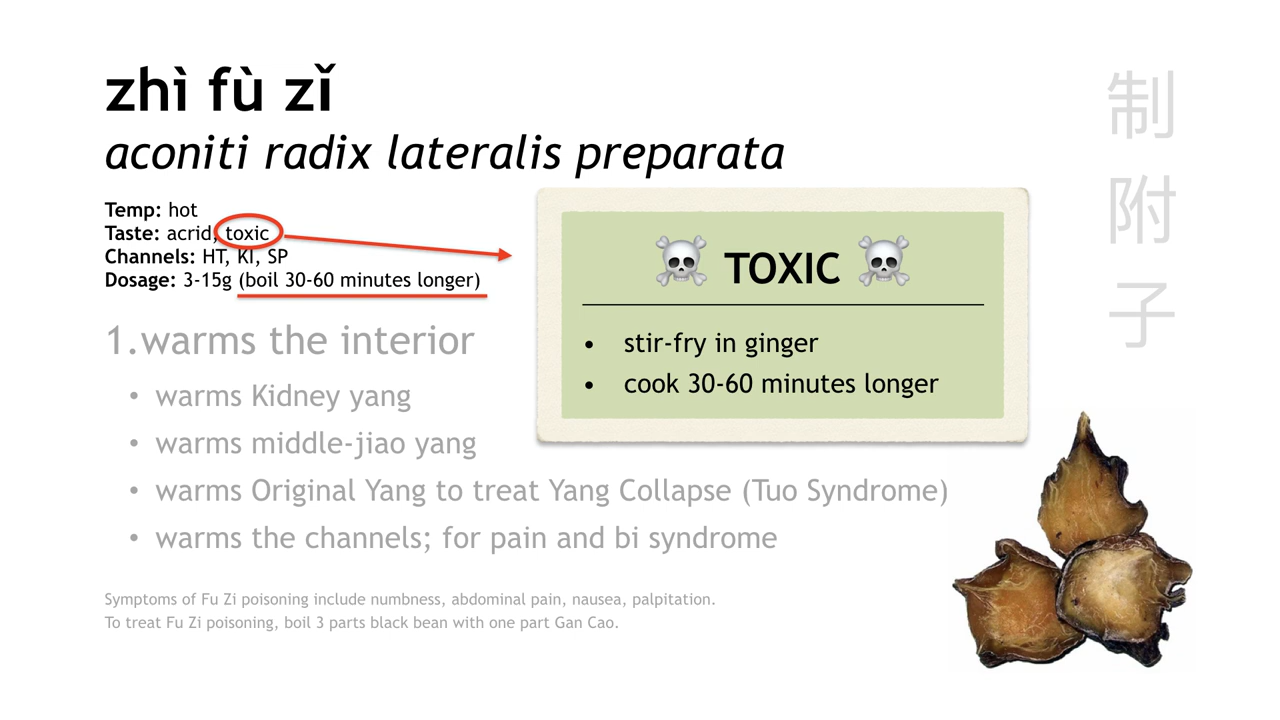 zhì fù zǐ
aconiti radix lateralis preparata
Temp: hot
Taste: acrid, toxic
Channels: HT, KI, SP
Dosage: 3-15g (boil 30-60 minutes longer)
☠ TOXIC ☠
• stir-fry in ginger
• cook 30-60 minutes longer
1.warms the interior
• warms Kidney yang
• warms middle-jiao yang
• warms Original Yang to treat Yang Collapse (Tuo Syndrome)
• warms the channels; for pain and bi syndrome
Symptoms of Fu Zi poisoning include numbness, abdominal pain, nausea, palpitation.
To treat Fu Zi poisoning, boil 3 parts black bean with one part Gan Cao.
制附子